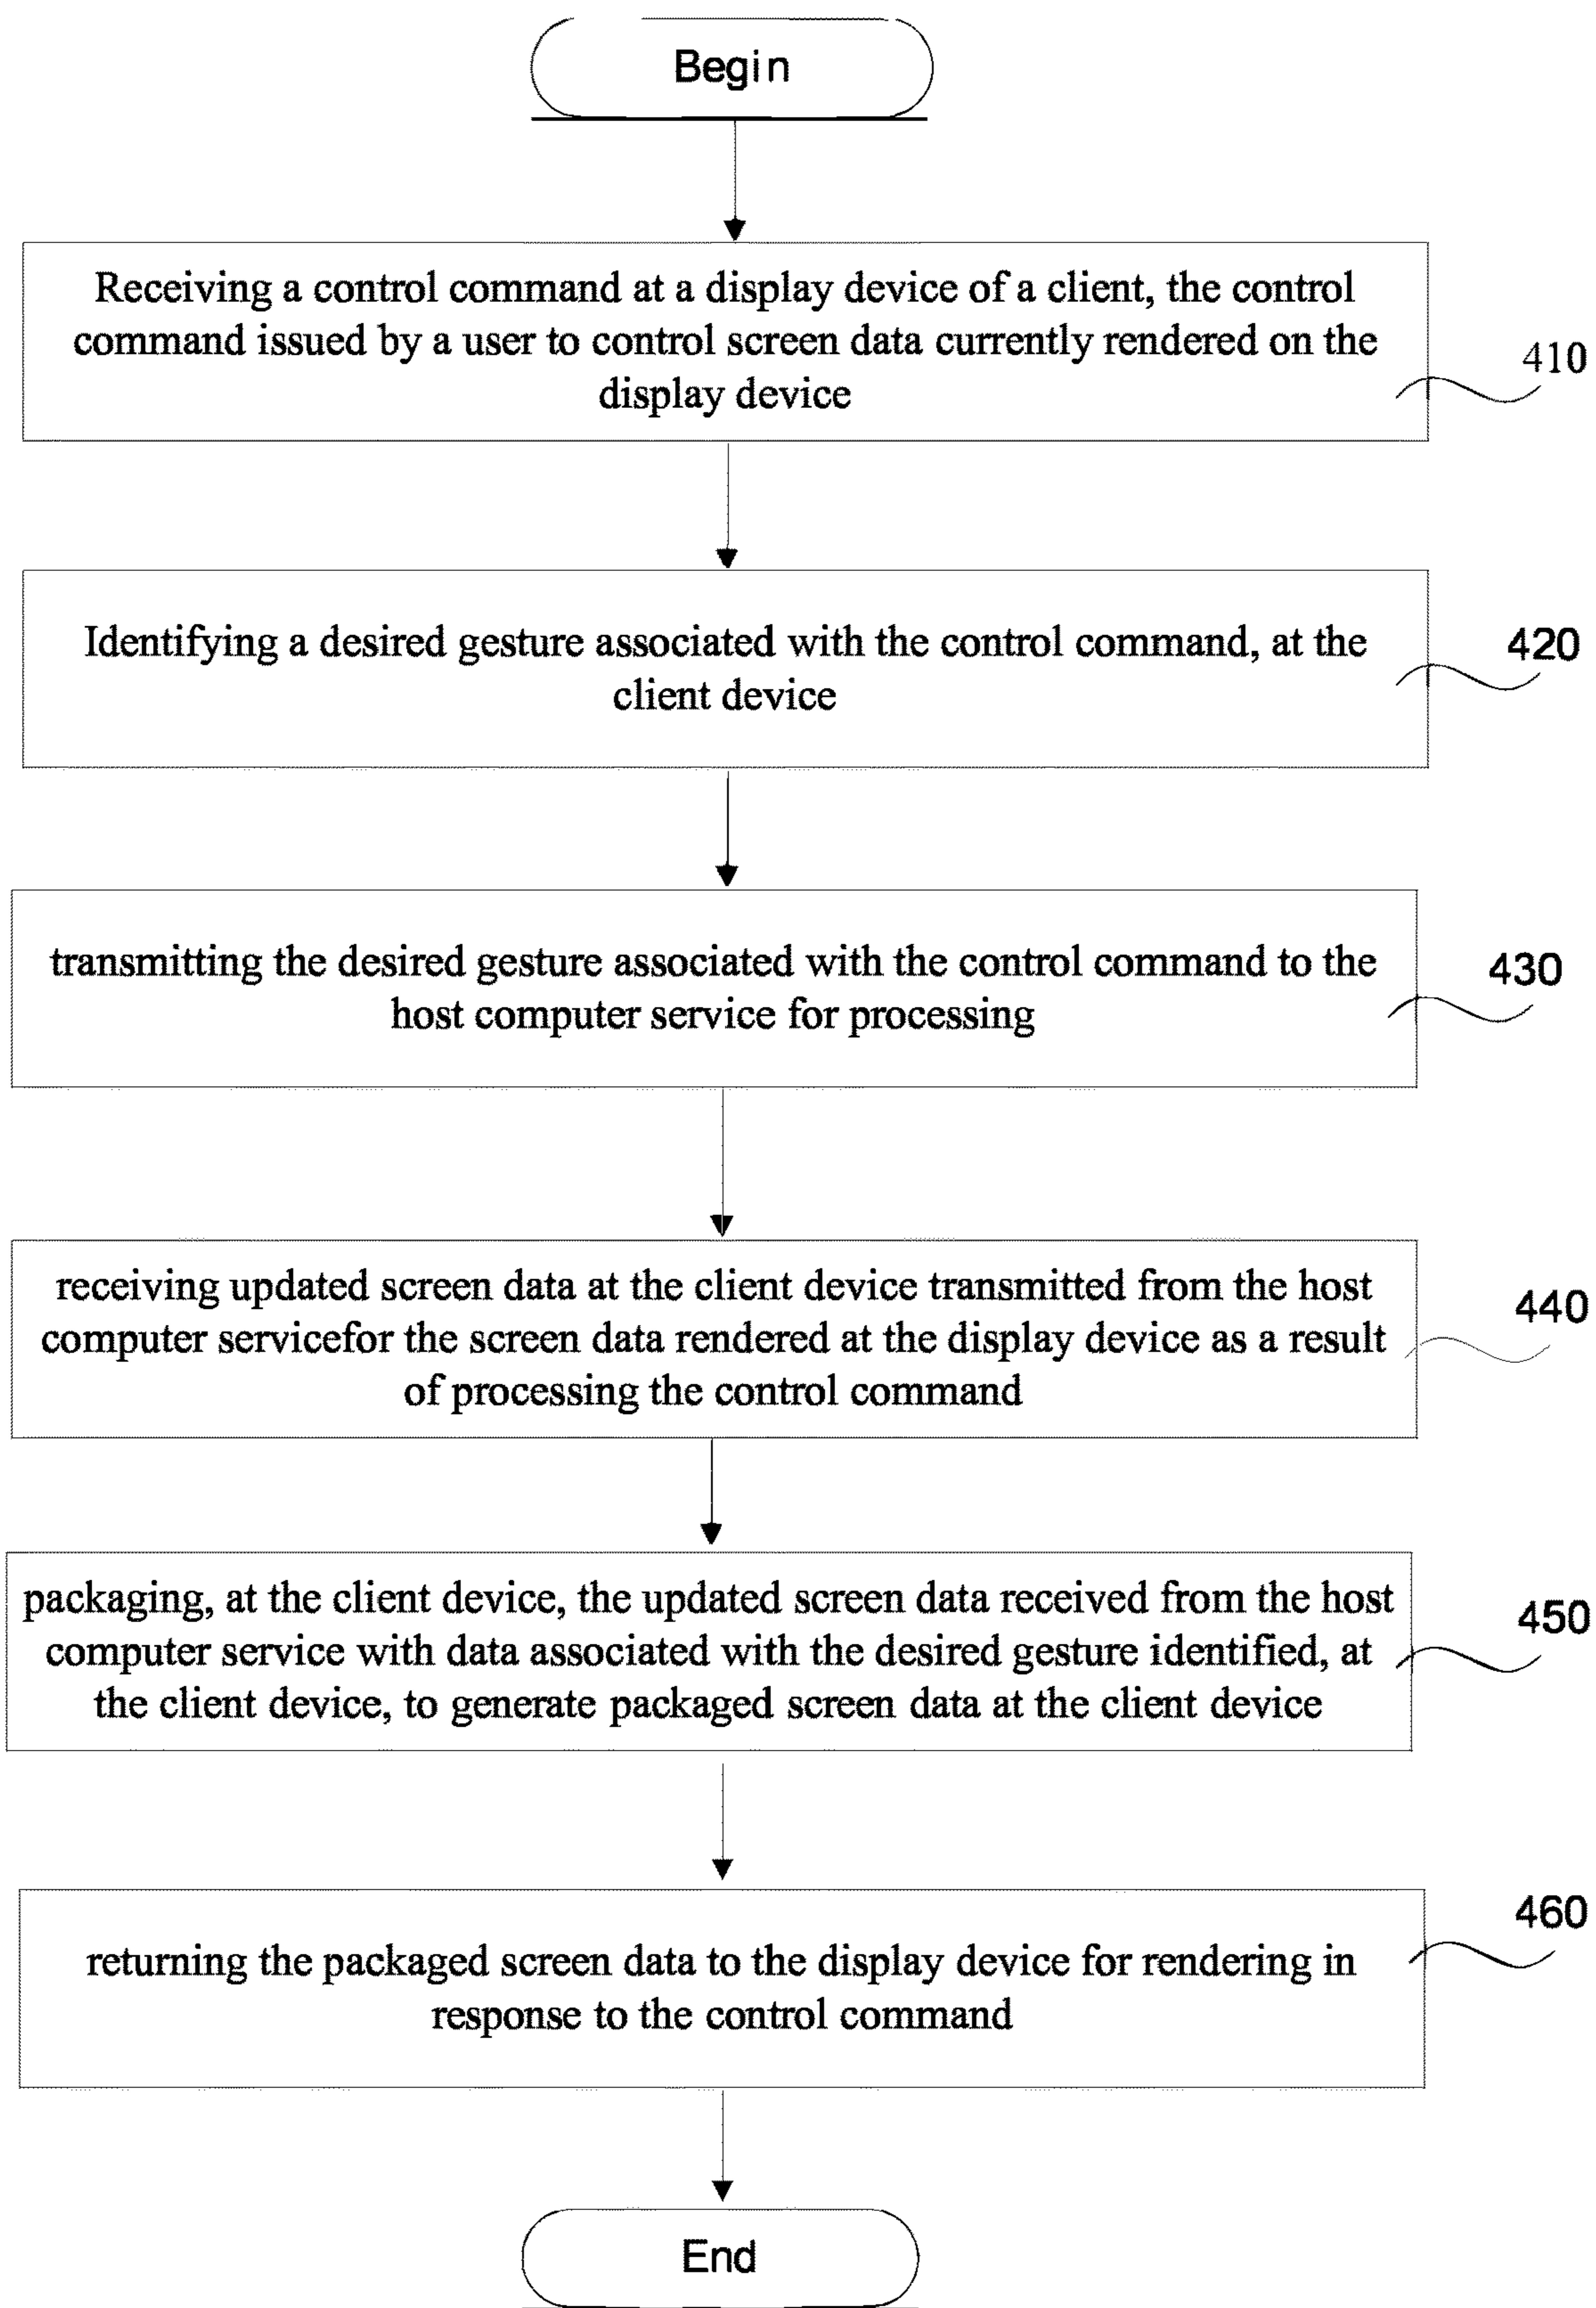 Begin
Receiving a control command at a display device of a client, the control
command issued by a user to control screen data currently rendered on the
display device
410
Identifying a desired gesture associated with the control command, at the
client device
420
transmitting the desired gesture associated with the control command to the
host computer service for processing
430
receiving updated screen data at the client device transmitted from the host
computer servicefor the screen data rendered at the display device as a result
of processing the control command
440
packaging, at the client device, the updated screen data received from the host
computer service with data associated with the desired gesture identified, at
the client device, to generate packaged screen data at the client device
450
returning the packaged screen data to the display device for rendering in
response to the control command
460
End